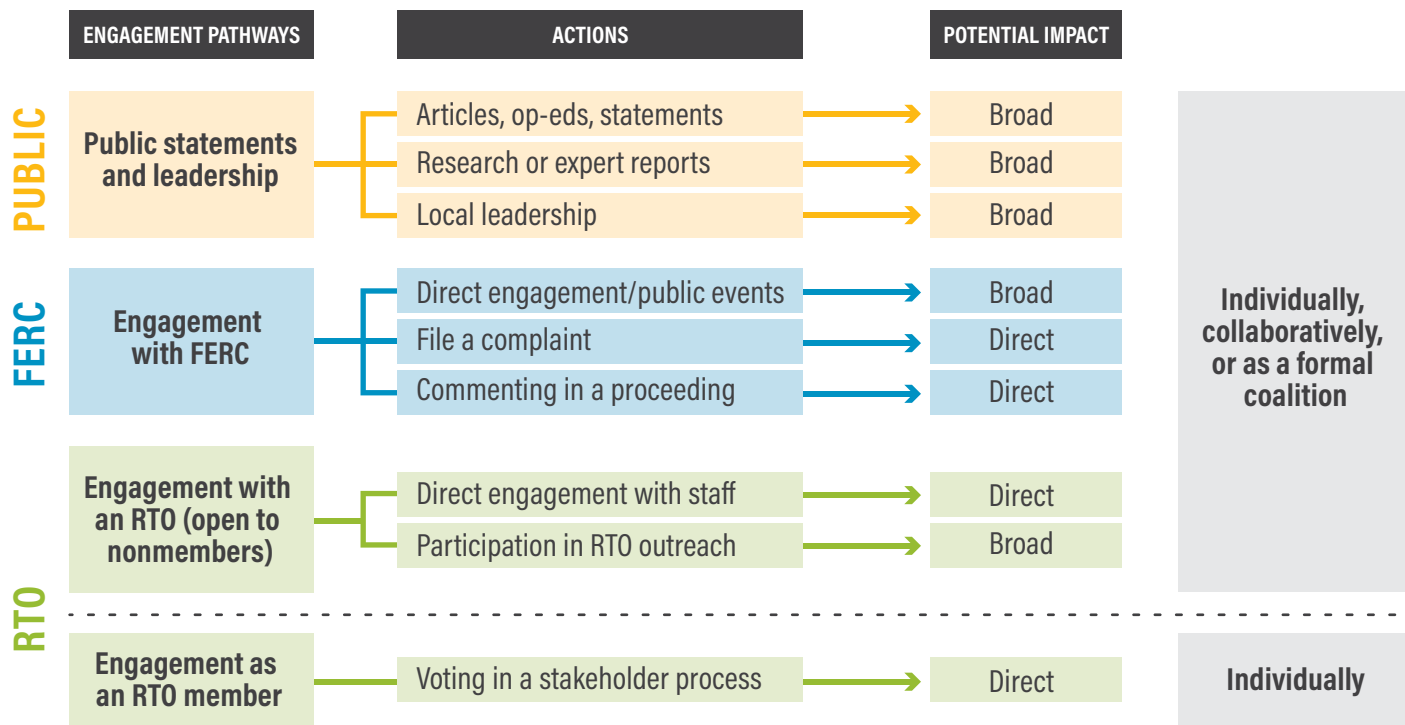 ENGAGEMENT PATHWAYS
ACTIONS
POTENTIAL IMPACT
PUBLIC
Public statements
and leadership
Articles, op-eds, statements
Broad
Research or expert reports
Broad
Local leadership
Broad
FERC
Engagement
with FERC
Direct engagement/public events
Broad
File a complaint
Direct
Commenting in a proceeding
Direct
Individually,
collaboratively,
or as a formal
coalition
RTO
Engagement with
an RTO (open to
nonmembers)
Direct engagement with staff
Direct
Participation in RTO outreach
Broad
Engagement as
an RTO member
Voting in a stakeholder process
Direct
Individually